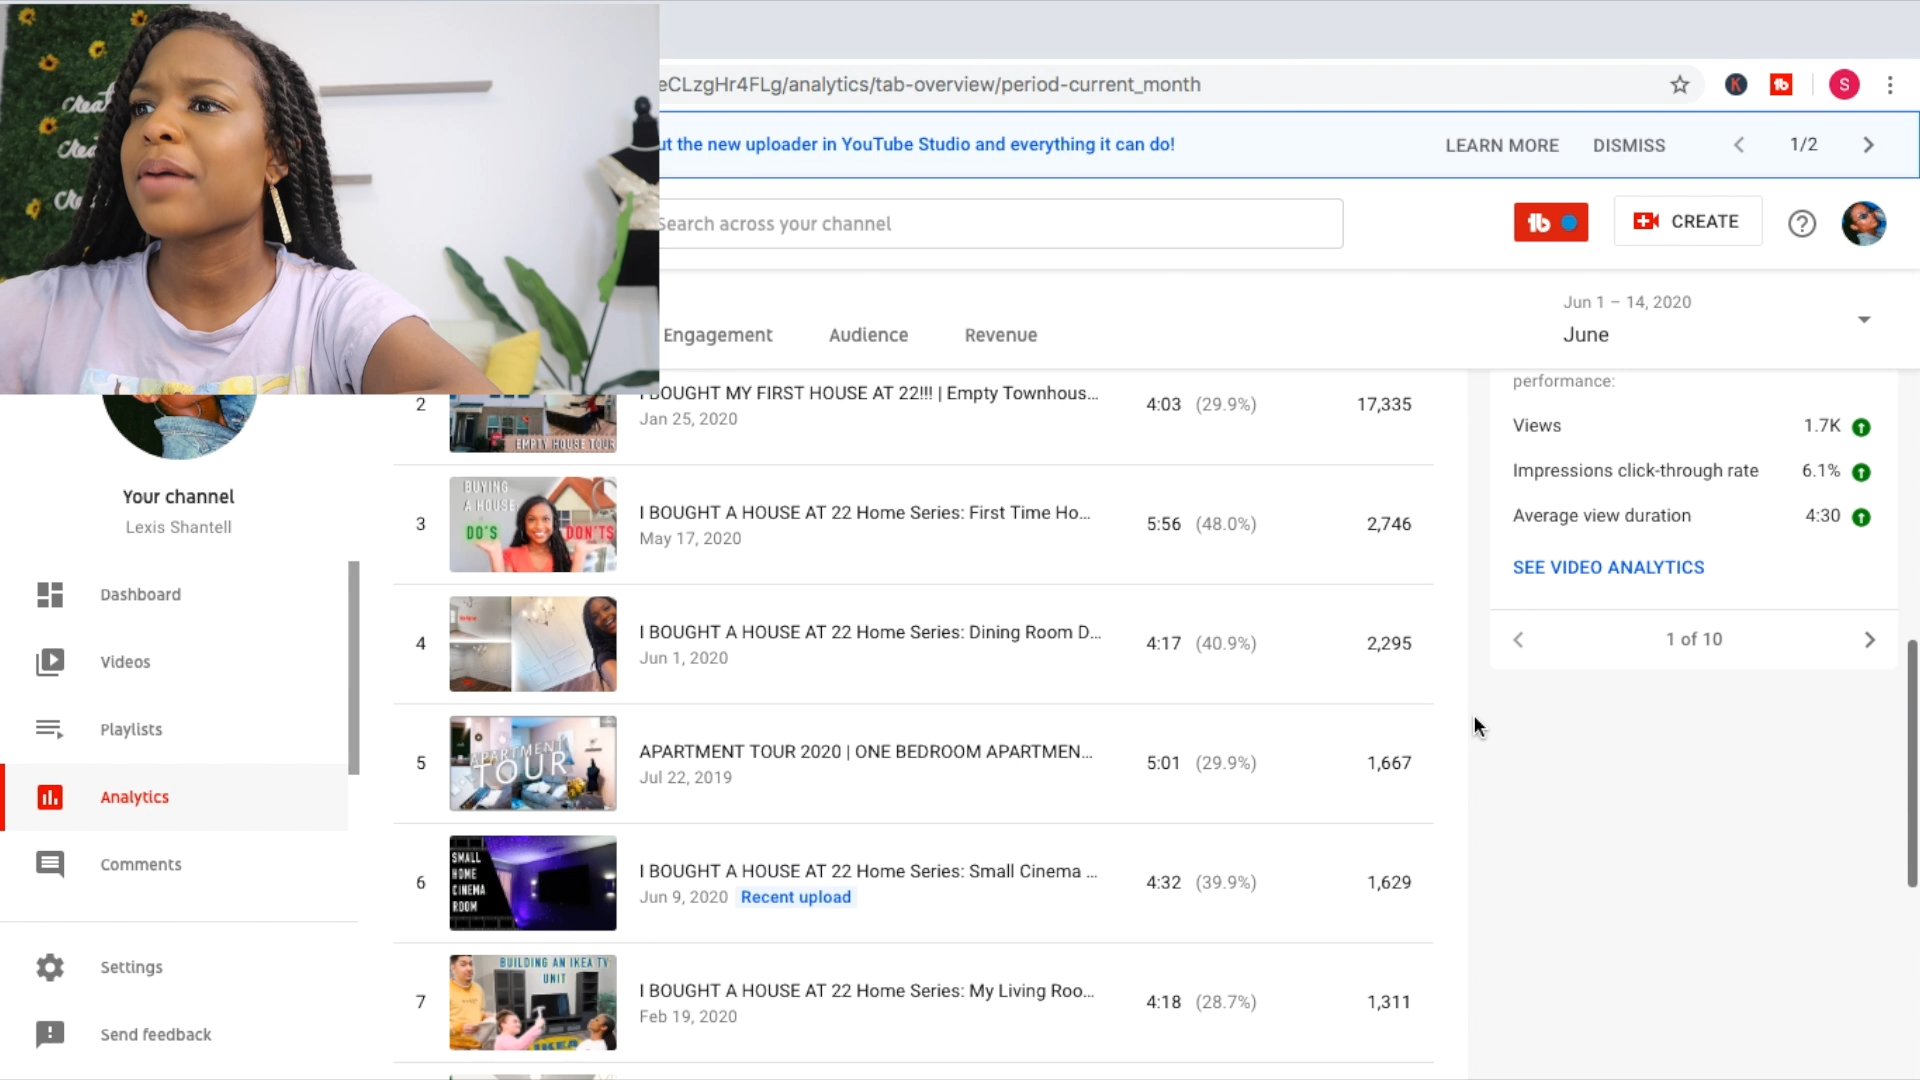 eCLzgHr4FLg/analytics/tab-overview/period-current_month
K
tb
S
ut the new uploader in YouTube Studio and everything it can do!
LEARN MORE
DISMISS
1/2
Search across your channel
tb
CREATE
Engagement
Audience
Revenue
Jun 1 – 14, 2020
June
Your channel
Lexis Shantell
Dashboard
Videos
Playlists
Analytics
Comments
Settings
Send feedback
2
EMPTY HOUSE TOUR
I BOUGHT MY FIRST HOUSE AT 22!!! | Empty Townhous...
Jan 25, 2020
4:03 (29.9%)
17,335
3
BUYING
A HOUSE
DO'S
DON'TS
I BOUGHT A HOUSE AT 22 Home Series: First Time Ho...
May 17, 2020
5:56 (48.0%)
2,746
4
I BOUGHT A HOUSE AT 22 Home Series: Dining Room D...
Jun 1, 2020
4:17 (40.9%)
2,295
5
APARTMENT
TOUR
APARTMENT TOUR 2020 | ONE BEDROOM APARTMEN...
Jul 22, 2019
5:01 (29.9%)
1,667
6
SMALL
HOME
CINEMA
ROOM
I BOUGHT A HOUSE AT 22 Home Series: Small Cinema ...
Jun 9, 2020 Recent upload
4:32 (39.9%)
1,629
7
BUILDING AN IKEA TV
UNIT
IKEA
I BOUGHT A HOUSE AT 22 Home Series: My Living Roo...
Feb 19, 2020
4:18 (28.7%)
1,311
performance:
Views
1.7K
Impressions click-through rate
6.1%
Average view duration
4:30
SEE VIDEO ANALYTICS
1 of 10